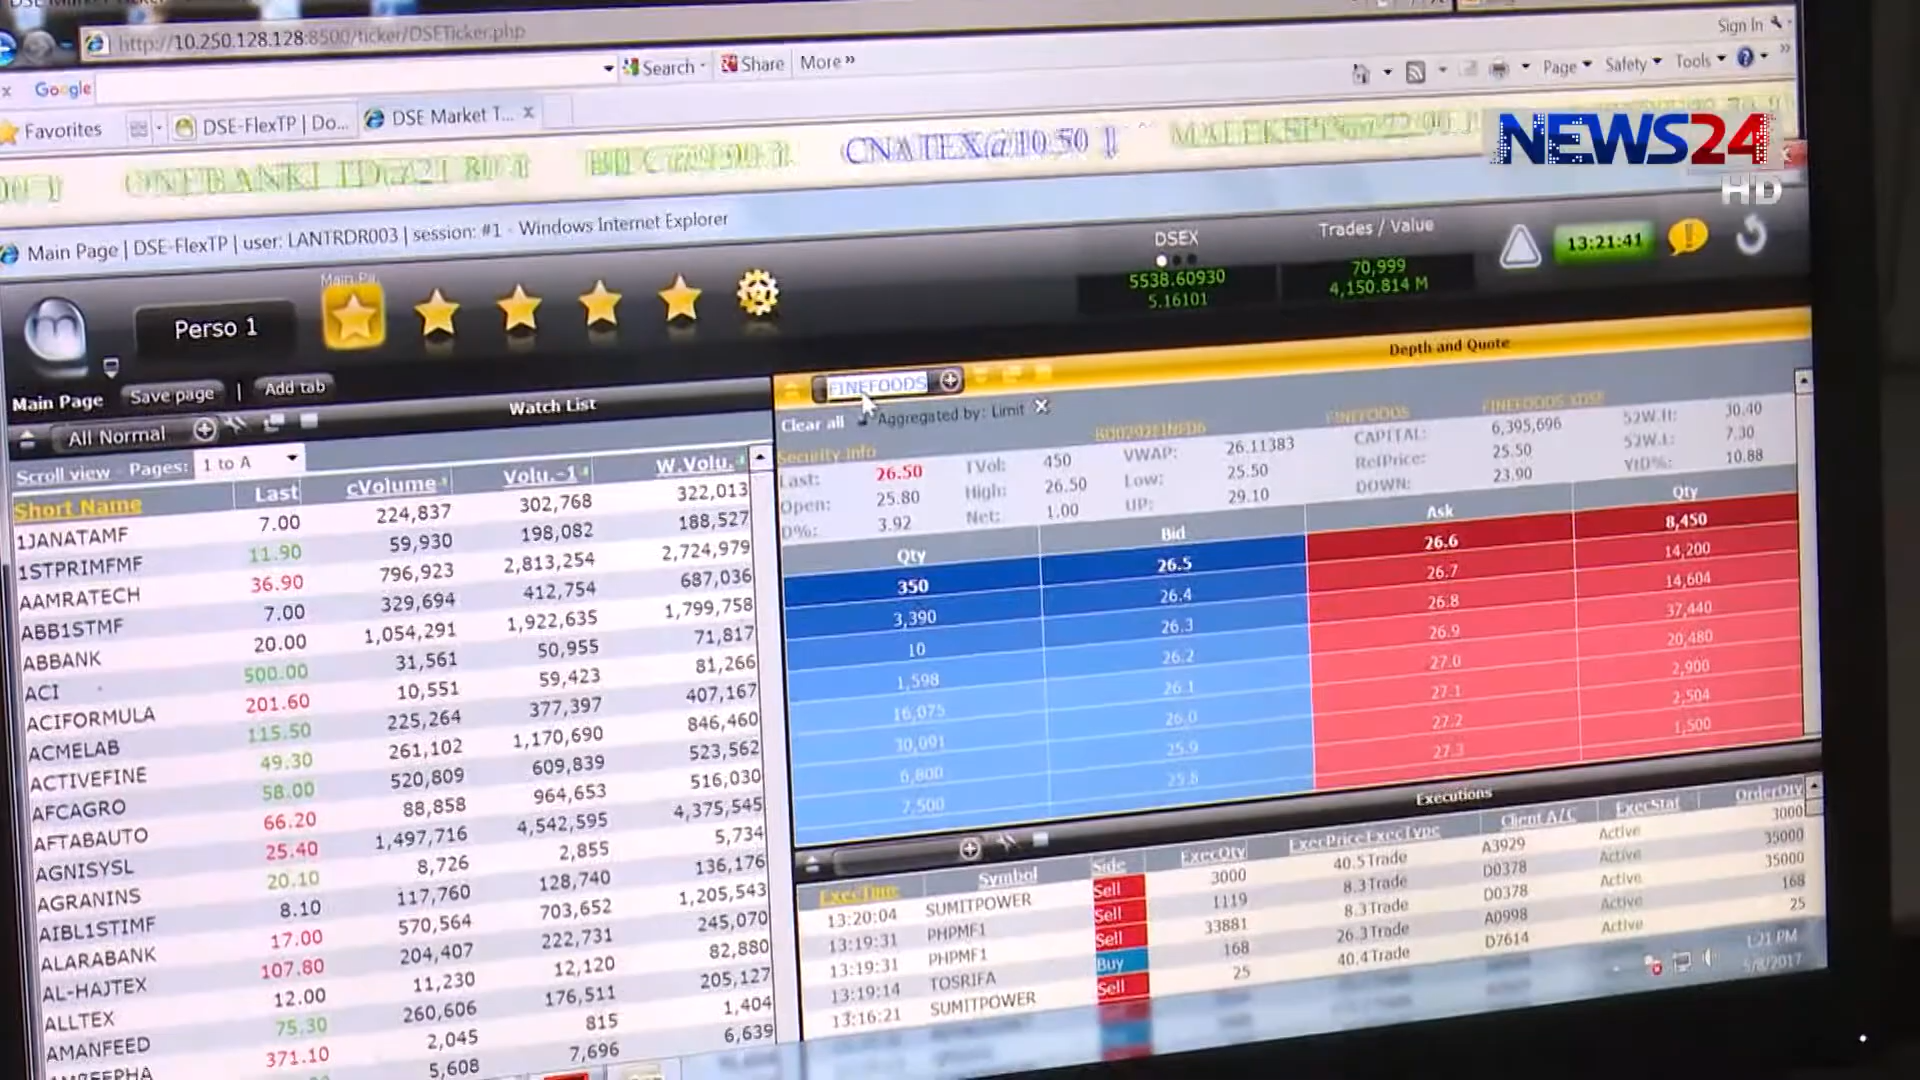 http://10.250.128.128:8500/ticker/DSETicker.php
Sign In
Google
Search
Share
More »
Page
Safety
Tools
Favorites
DSE-FlexTP | Do...
DSE Market T...
ONEBANKLTD@21.80
CNATEX@10.50
NEWS24
HD
Main Page | DSE-FlexTP | user: LANTRDR003 | session: #1 - Windows Internet Explorer
DSEX
5538.60930
5.16101
Trades / Value
70,999
4,150.814 M
13:21:41
Perso 1
Main Page
Save page
Add tab
Watch List
All Normal
Scroll view - Pages: 1 to A
Short Name Last cVolume Volu.-1 W.Volu.
1JANATAMF 7.00 224,837 302,768 322,013
1STPRIMFMF 11.90 59,930 198,082 188,527
AAMRATECH 36.90 796,923 2,813,254 2,724,979
ABB1STMF 7.00 329,694 412,754 687,036
ABBANK 20.00 1,054,291 1,922,635 1,799,758
ACI 500.00 31,561 50,955 71,817
ACIFORMULA 201.60 10,551 59,423 81,266
ACMELAB 115.50 225,264 377,397 407,167
ACTIVEFINE 49.30 261,102 1,170,690 846,460
AFCAGRO 58.00 520,809 609,839 523,562
AFTABAUTO 66.20 88,858 964,653 516,030
AGNISYSL 25.40 1,497,716 4,542,595 4,375,545
AGRANINS 20.10 8,726 2,855 5,734
AIBL1STIMF 8.10 117,760 128,740 136,176
ALARABANK 17.00 570,564 703,652 1,205,543
AL-HAJTEX 107.80 204,407 222,731 245,070
ALLTEX 12.00 11,230 12,120 82,880
AMANFEED 75.30 260,606 176,511 205,127
371.10 2,045 815 1,404
5,608 7,696 6,639
Depth and Quote
FINEFOODS
Clear all
Aggregated by: Limit
Security Info
FINEFOODS
Last: 26.50 TVol: 450 VWAP: 26.11383 CAPITAL: 6,395,696 52W.H: 30.40
Open: 25.80 High: 26.50 Low: 25.50 RefPrice: 25.50 52W.L: 7.30
D%: 3.92 Net: 1.00 UP: 29.10 DOWN: 23.90 YtD%: 10.88
Qty Bid Ask Qty
350 26.5 26.6 8,450
3,390 26.4 26.7 14,200
10 26.3 26.8 14,604
1,598 26.2 26.9 37,440
16,075 26.1 27.0 20,480
30,091 26.0 27.1 2,900
6,800 25.9 27.2 2,504
7,500 25.8 27.3 1,500
Executions
ExecTime Symbol Side ExecQty ExecPrice ExecType Client A/C ExecStat OrderQty
13:20:04 SUMITPOWER Sell 3000 40.5 Trade A3929 Active 3000
13:19:31 PHPMF1 Sell 1119 8.3 Trade D0378 Active 35000
13:19:31 PHPMF1 Sell 33881 8.3 Trade D0378 Active 35000
13:19:14 TOSRIFA Buy 168 26.3 Trade A0998 Active 168
13:16:21 SUMITPOWER Sell 25 40.4 Trade D7614 Active 25
1:21 PM
5/8/2017